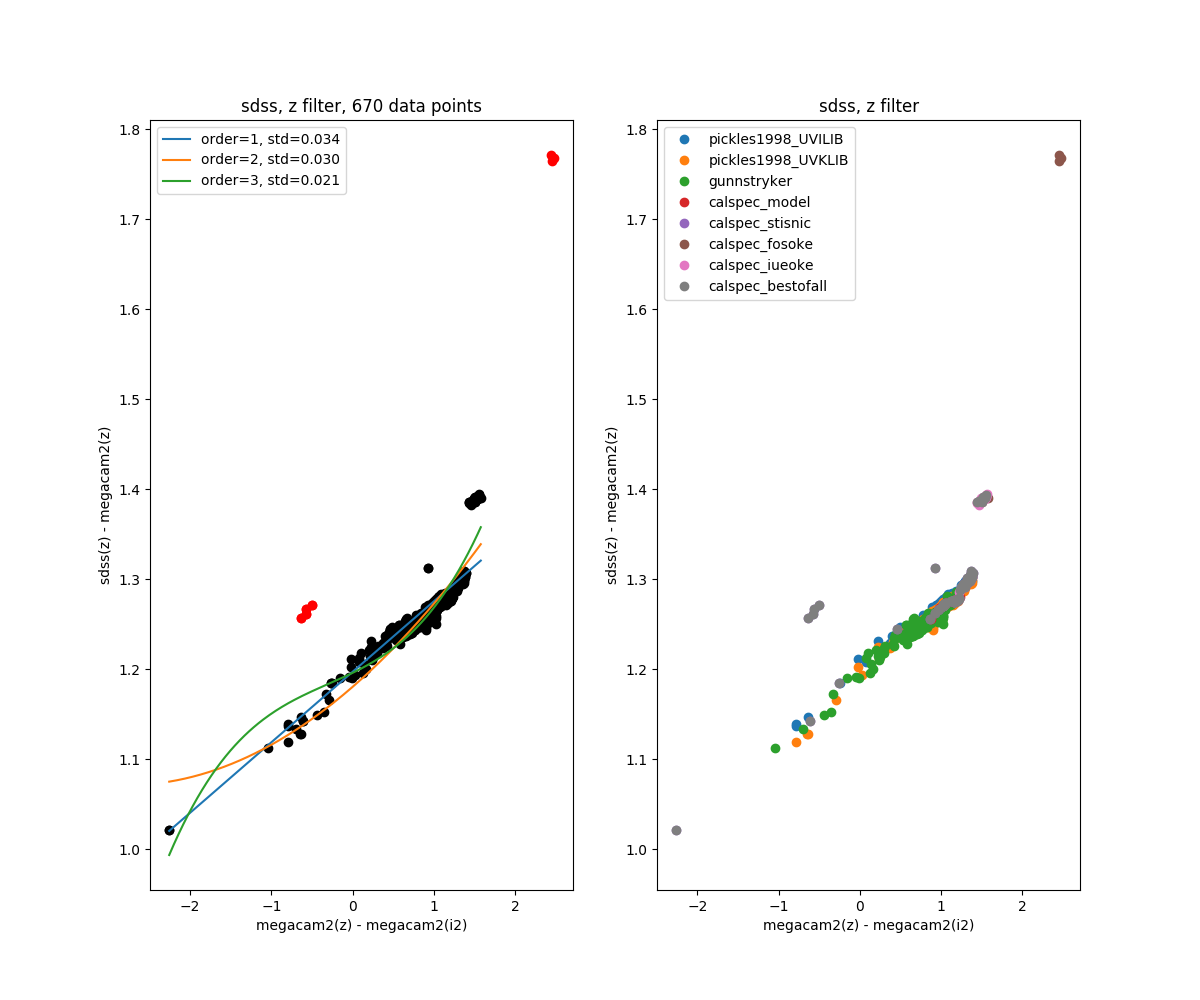 sdss, z filter, 670 data points
order=1, std=0.034
order=2, std=0.030
order=3, std=0.021
1.8
1.7
1.6
1.5
1.4
1.3
1.2
1.1
1.0
sdss(z) - megacam2(z)
−2
−1
0
1
2
megacam2(z) - megacam2(i2)
sdss, z filter
pickles1998_UVILIB
pickles1998_UVKLIB
gunnstryker
calspec_model
calspec_stisnic
calspec_fosoke
calspec_iueoke
calspec_bestofall
1.8
1.7
1.6
1.5
1.4
1.3
1.2
1.1
1.0
sdss(z) - megacam2(z)
−2
−1
0
1
2
megacam2(z) - megacam2(i2)